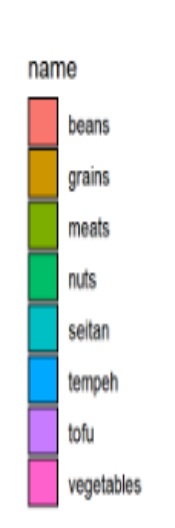 name
beans
grains
meats
nuts
seitan
tempeh
tofu
vegetables